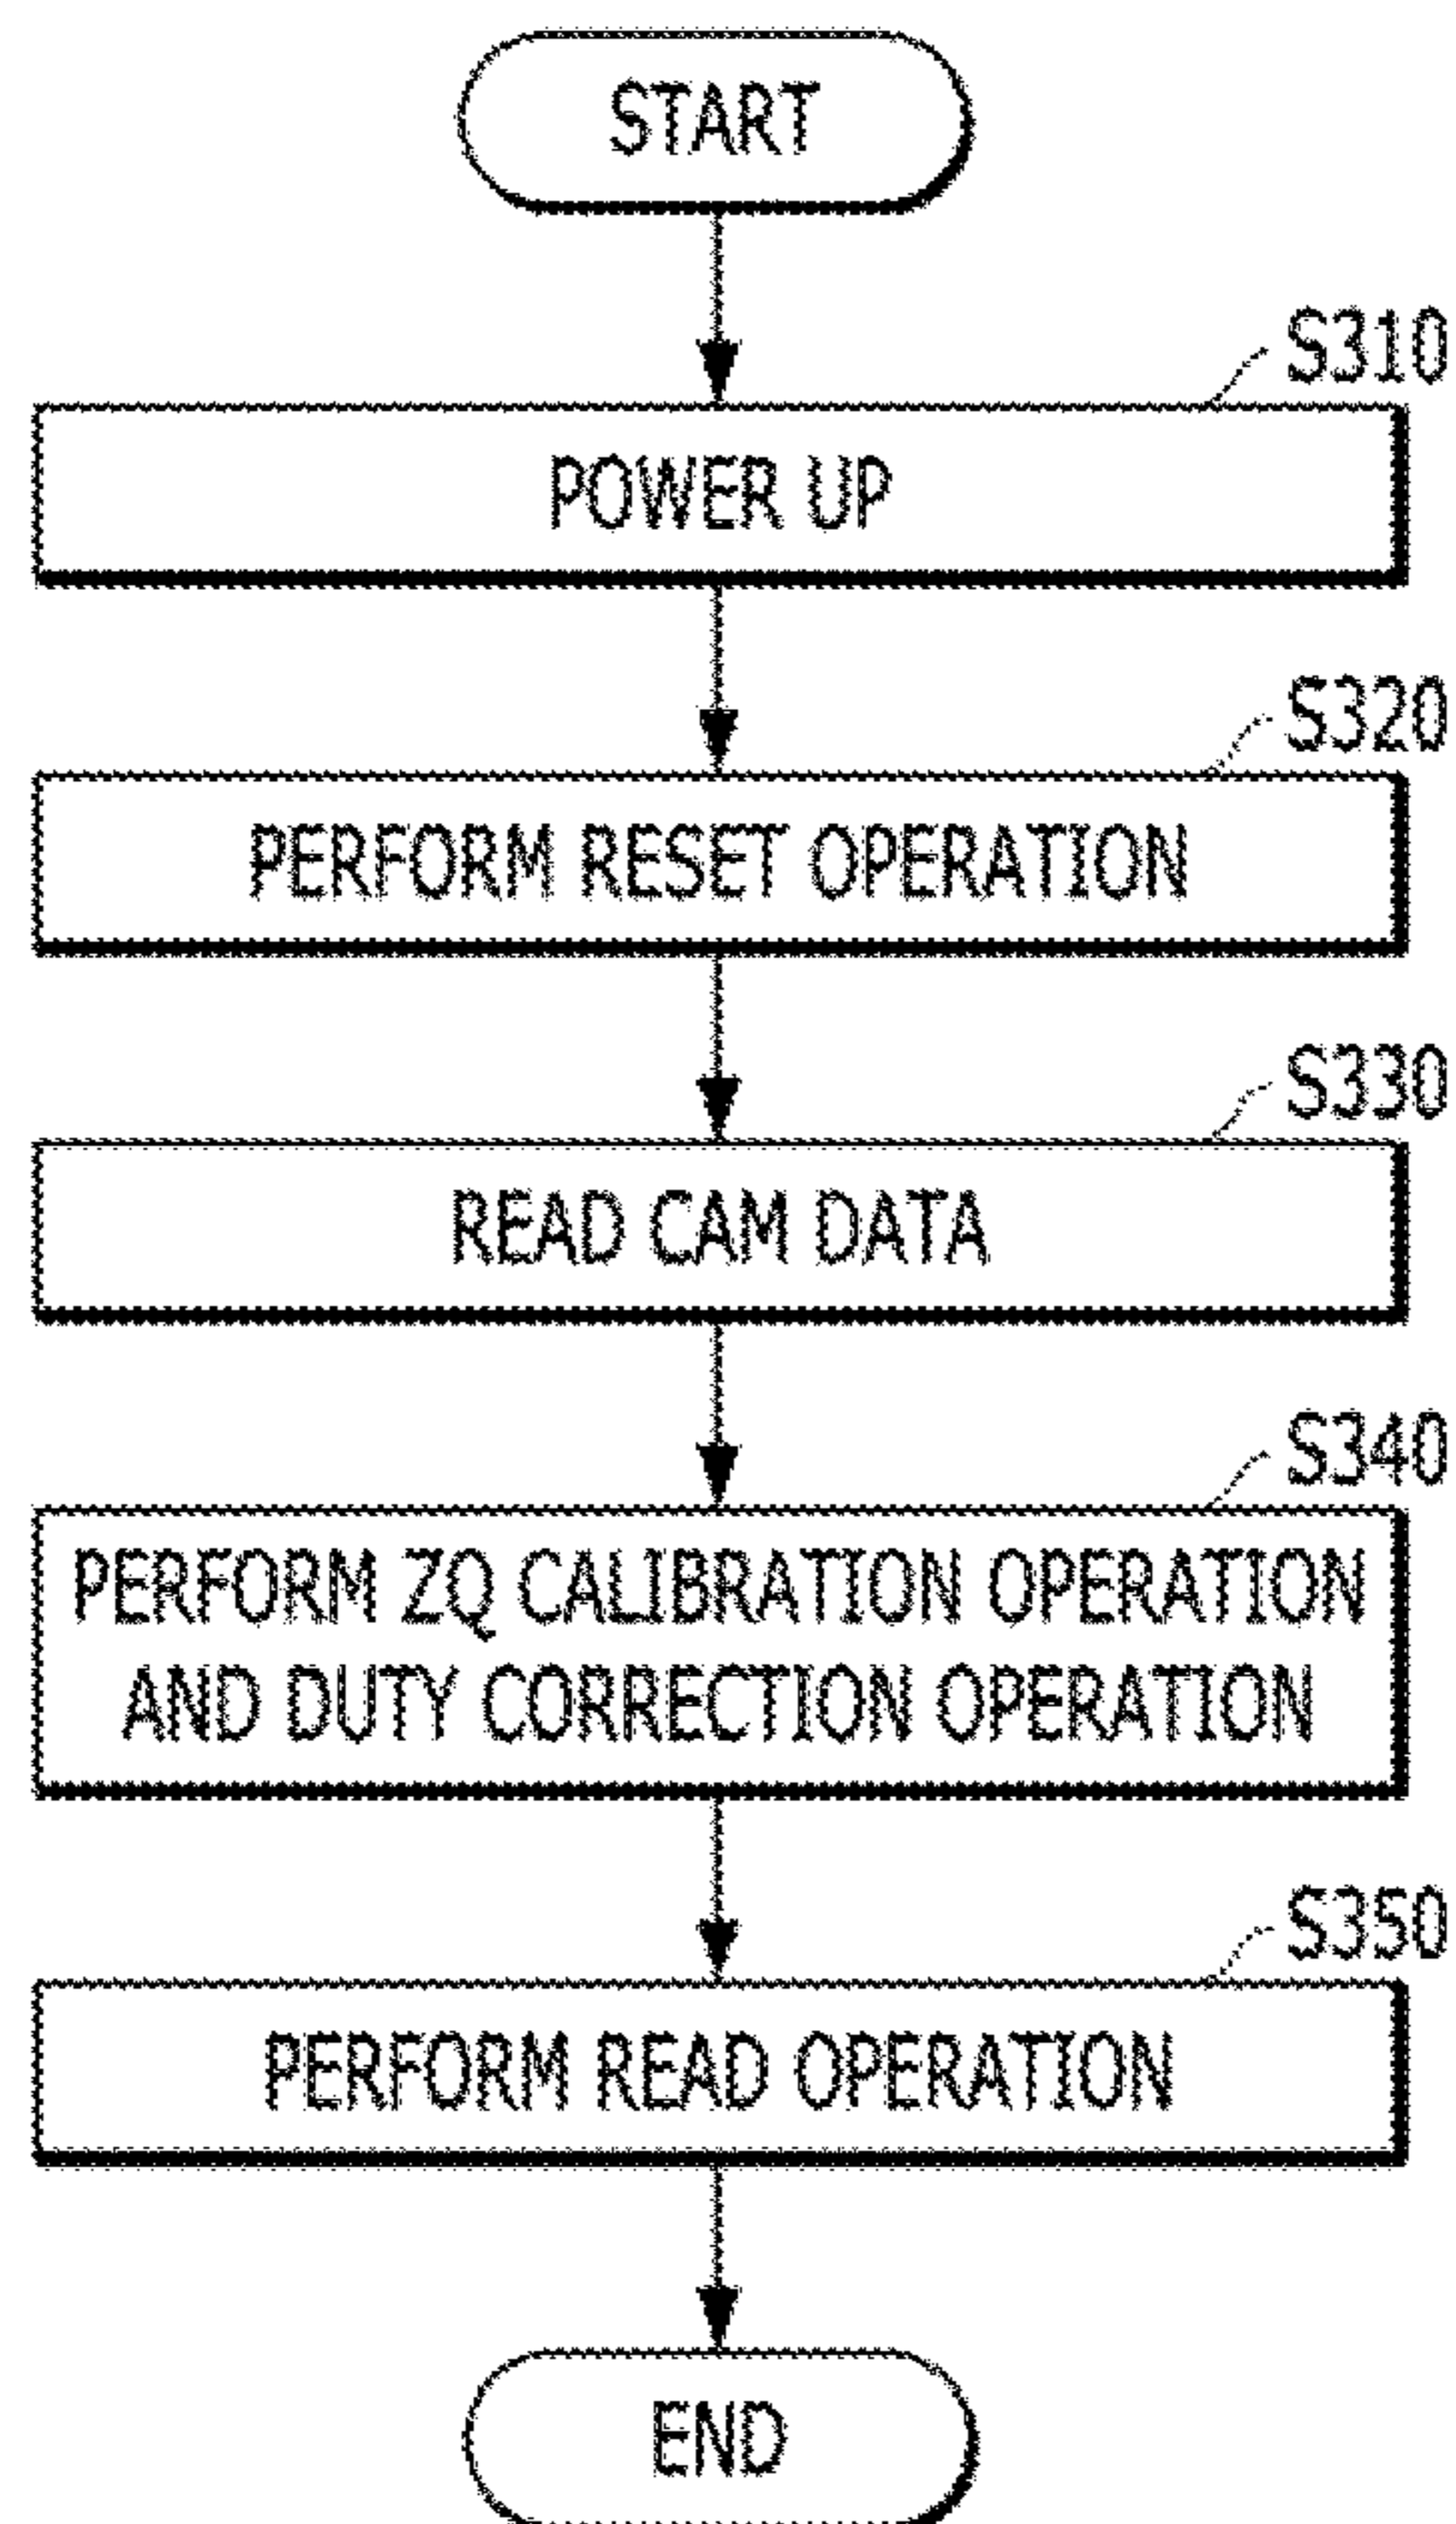 START
S310
POWER UP
S320
PERFORM RESET OPERATION
S330
READ CAM DATA
S340
PERFORM ZQ CALIBRATION OPERATION
AND DUTY CORRECTION OPERATION
S350
PERFORM READ OPERATION
END